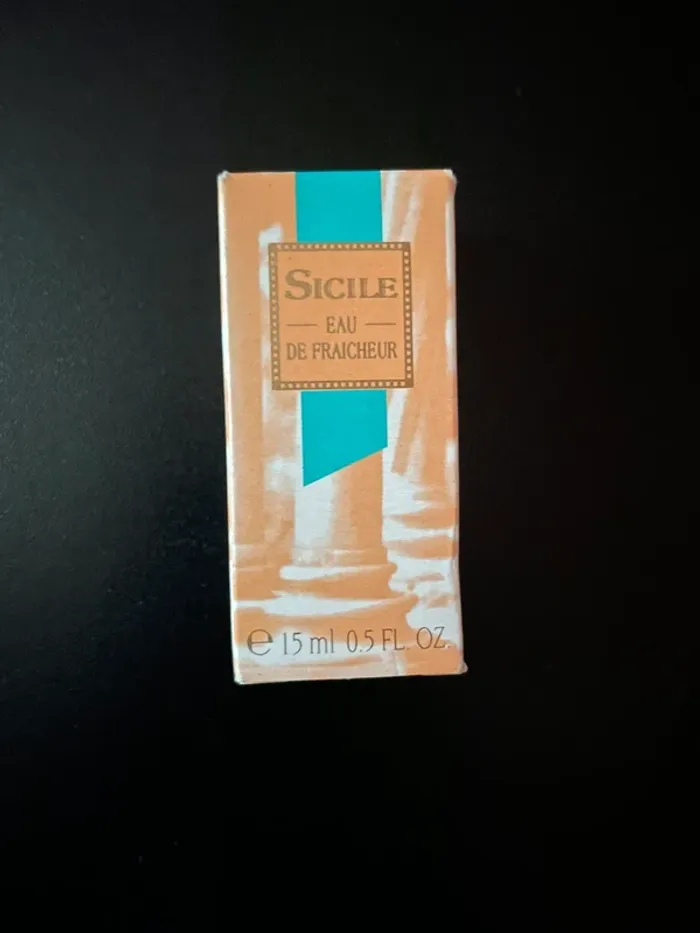 SICILE
EAU
DE FRAICHEUR
℮ 15 ml 0.5 FL. OZ.